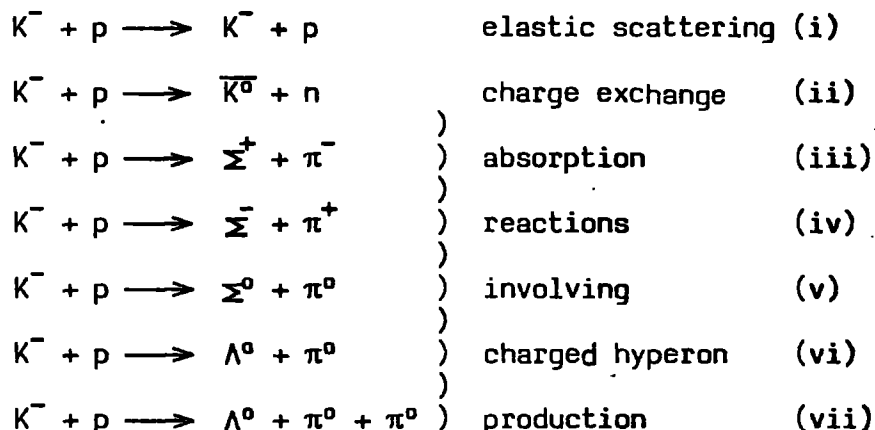 K⁻ + p ⟶ K⁻ + p elastic scattering (i)
K⁻ + p ⟶ K̅⁰ + n charge exchange (ii)
)
K⁻ + p ⟶ Σ⁺ + π⁻ ) absorption (iii)
)
K⁻ + p ⟶ Σ⁻ + π⁺ ) reactions (iv)
)
K⁻ + p ⟶ Σ⁰ + π⁰ ) involving (v)
)
K⁻ + p ⟶ Λ⁰ + π⁰ ) charged hyperon (vi)
)
K⁻ + p ⟶ Λ⁰ + π⁰ + π⁰ ) production (vii)